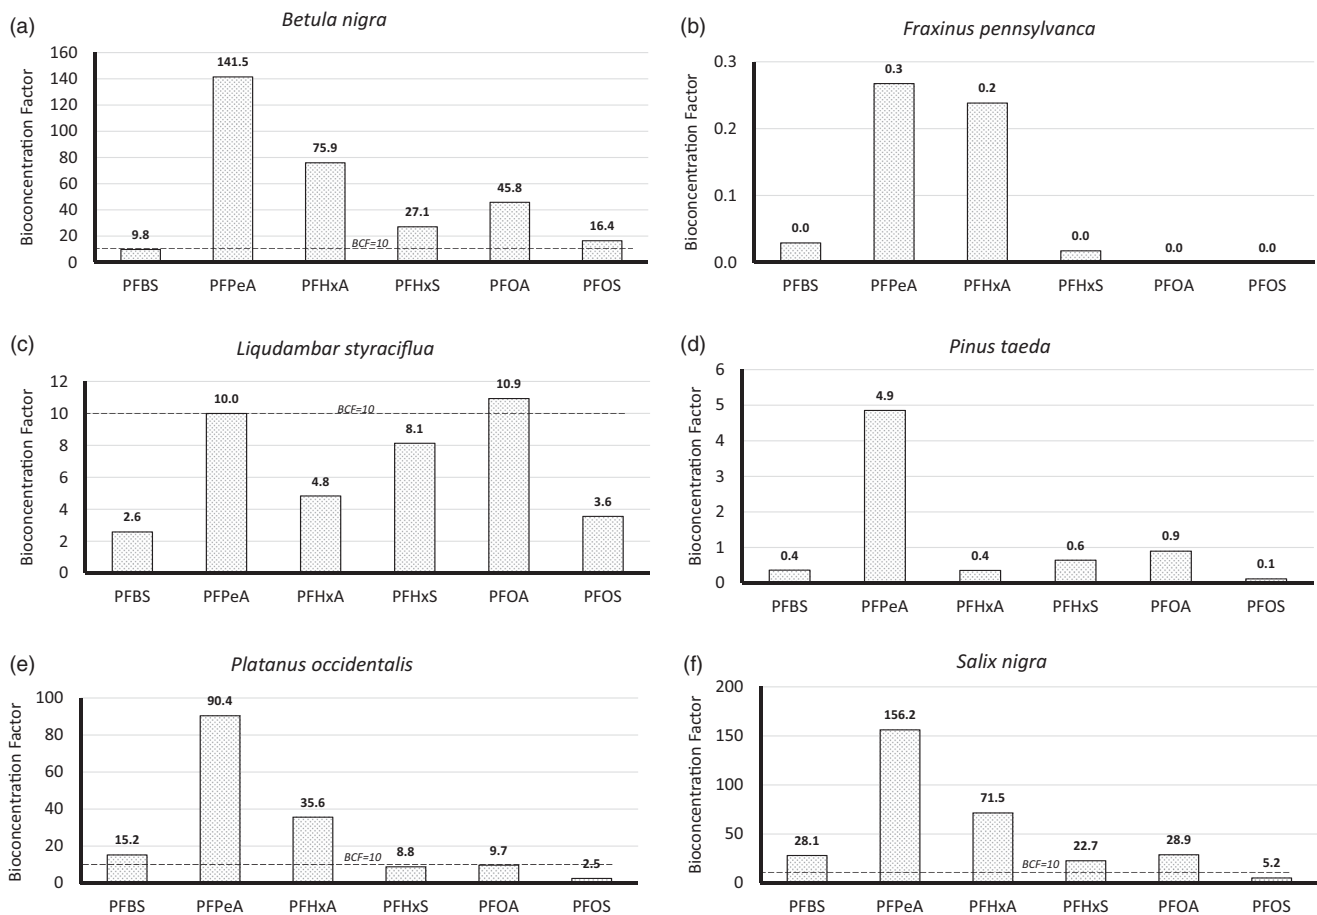 (a)
Betula nigra
Bioconcentration Factor
160
140
120
100
80
60
40
20
0
9.8
141.5
75.9
27.1
45.8
16.4
BCF=10
PFBS PFPeA PFHxA PFHxS PFOA PFOS
(b)
Fraxinus pennsylvanca
Bioconcentration Factor
0.3
0.2
0.1
0.0
0.0
0.3
0.2
0.0
0.0
0.0
PFBS PFPeA PFHxA PFHxS PFOA PFOS
(c)
Liqudambar styraciflua
Bioconcentration Factor
12
10
8
6
4
2
0
2.6
10.0
4.8
8.1
10.9
3.6
BCF=10
PFBS PFPeA PFHxA PFHxS PFOA PFOS
(d)
Pinus taeda
Bioconcentration Factor
6
5
4
3
2
1
0
0.4
4.9
0.4
0.6
0.9
0.1
PFBS PFPeA PFHxA PFHxS PFOA PFOS
(e)
Platanus occidentalis
Bioconcentration Factor
100
80
60
40
20
0
15.2
90.4
35.6
8.8
9.7
2.5
BCF=10
PFBS PFPeA PFHxA PFHxS PFOA PFOS
(f)
Salix nigra
Bioconcentration Factor
200
150
100
50
0
28.1
156.2
71.5
22.7
28.9
5.2
BCF=10
PFBS PFPeA PFHxA PFHxS PFOA PFOS